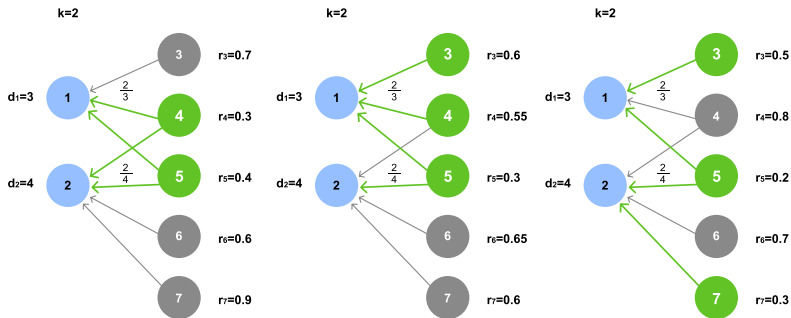 k=2
d₁=3
d₂=4
1
2
3
4
5
6
7
2/3
2/4
r₃=0.7
r₄=0.3
r₅=0.4
r₆=0.6
r₇=0.9
k=2
d₁=3
d₂=4
1
2
3
4
5
6
7
2/3
2/4
r₃=0.6
r₄=0.55
r₅=0.3
r₆=0.65
r₇=0.6
k=2
d₁=3
d₂=4
1
2
3
4
5
6
7
2/3
2/4
r₃=0.5
r₄=0.8
r₅=0.2
r₆=0.7
r₇=0.3